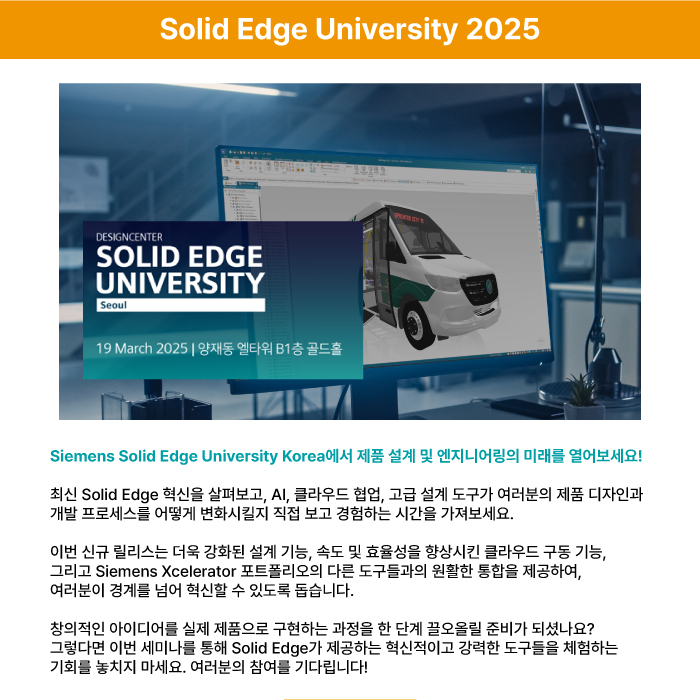 Solid Edge University 2025
DESIGNCENTER
SOLID EDGE
UNIVERSITY
Seoul
19 March 2025 | 양재동 엘타워 B1층 골드홀
Siemens Solid Edge University Korea에서 제품 설계 및 엔지니어링의 미래를 열어보세요!
최신 Solid Edge 혁신을 살펴보고, AI, 클라우드 협업, 고급 설계 도구가 여러분의 제품 디자인과
개발 프로세스를 어떻게 변화시킬지 직접 보고 경험하는 시간을 가져보세요.
이번 신규 릴리스는 더욱 강화된 설계 기능, 속도 및 효율성을 향상시킨 클라우드 구동 기능,
그리고 Siemens Xcelerator 포트폴리오의 다른 도구들과의 원활한 통합을 제공하여,
여러분이 경계를 넘어 혁신할 수 있도록 돕습니다.
창의적인 아이디어를 실제 제품으로 구현하는 과정을 한 단계 끌오올릴 준비가 되셨나요?
그렇다면 이번 세미나를 통해 Solid Edge가 제공하는 혁신적이고 강력한 도구들을 체험하는
기회를 놓치지 마세요. 여러분의 참여를 기다립니다!